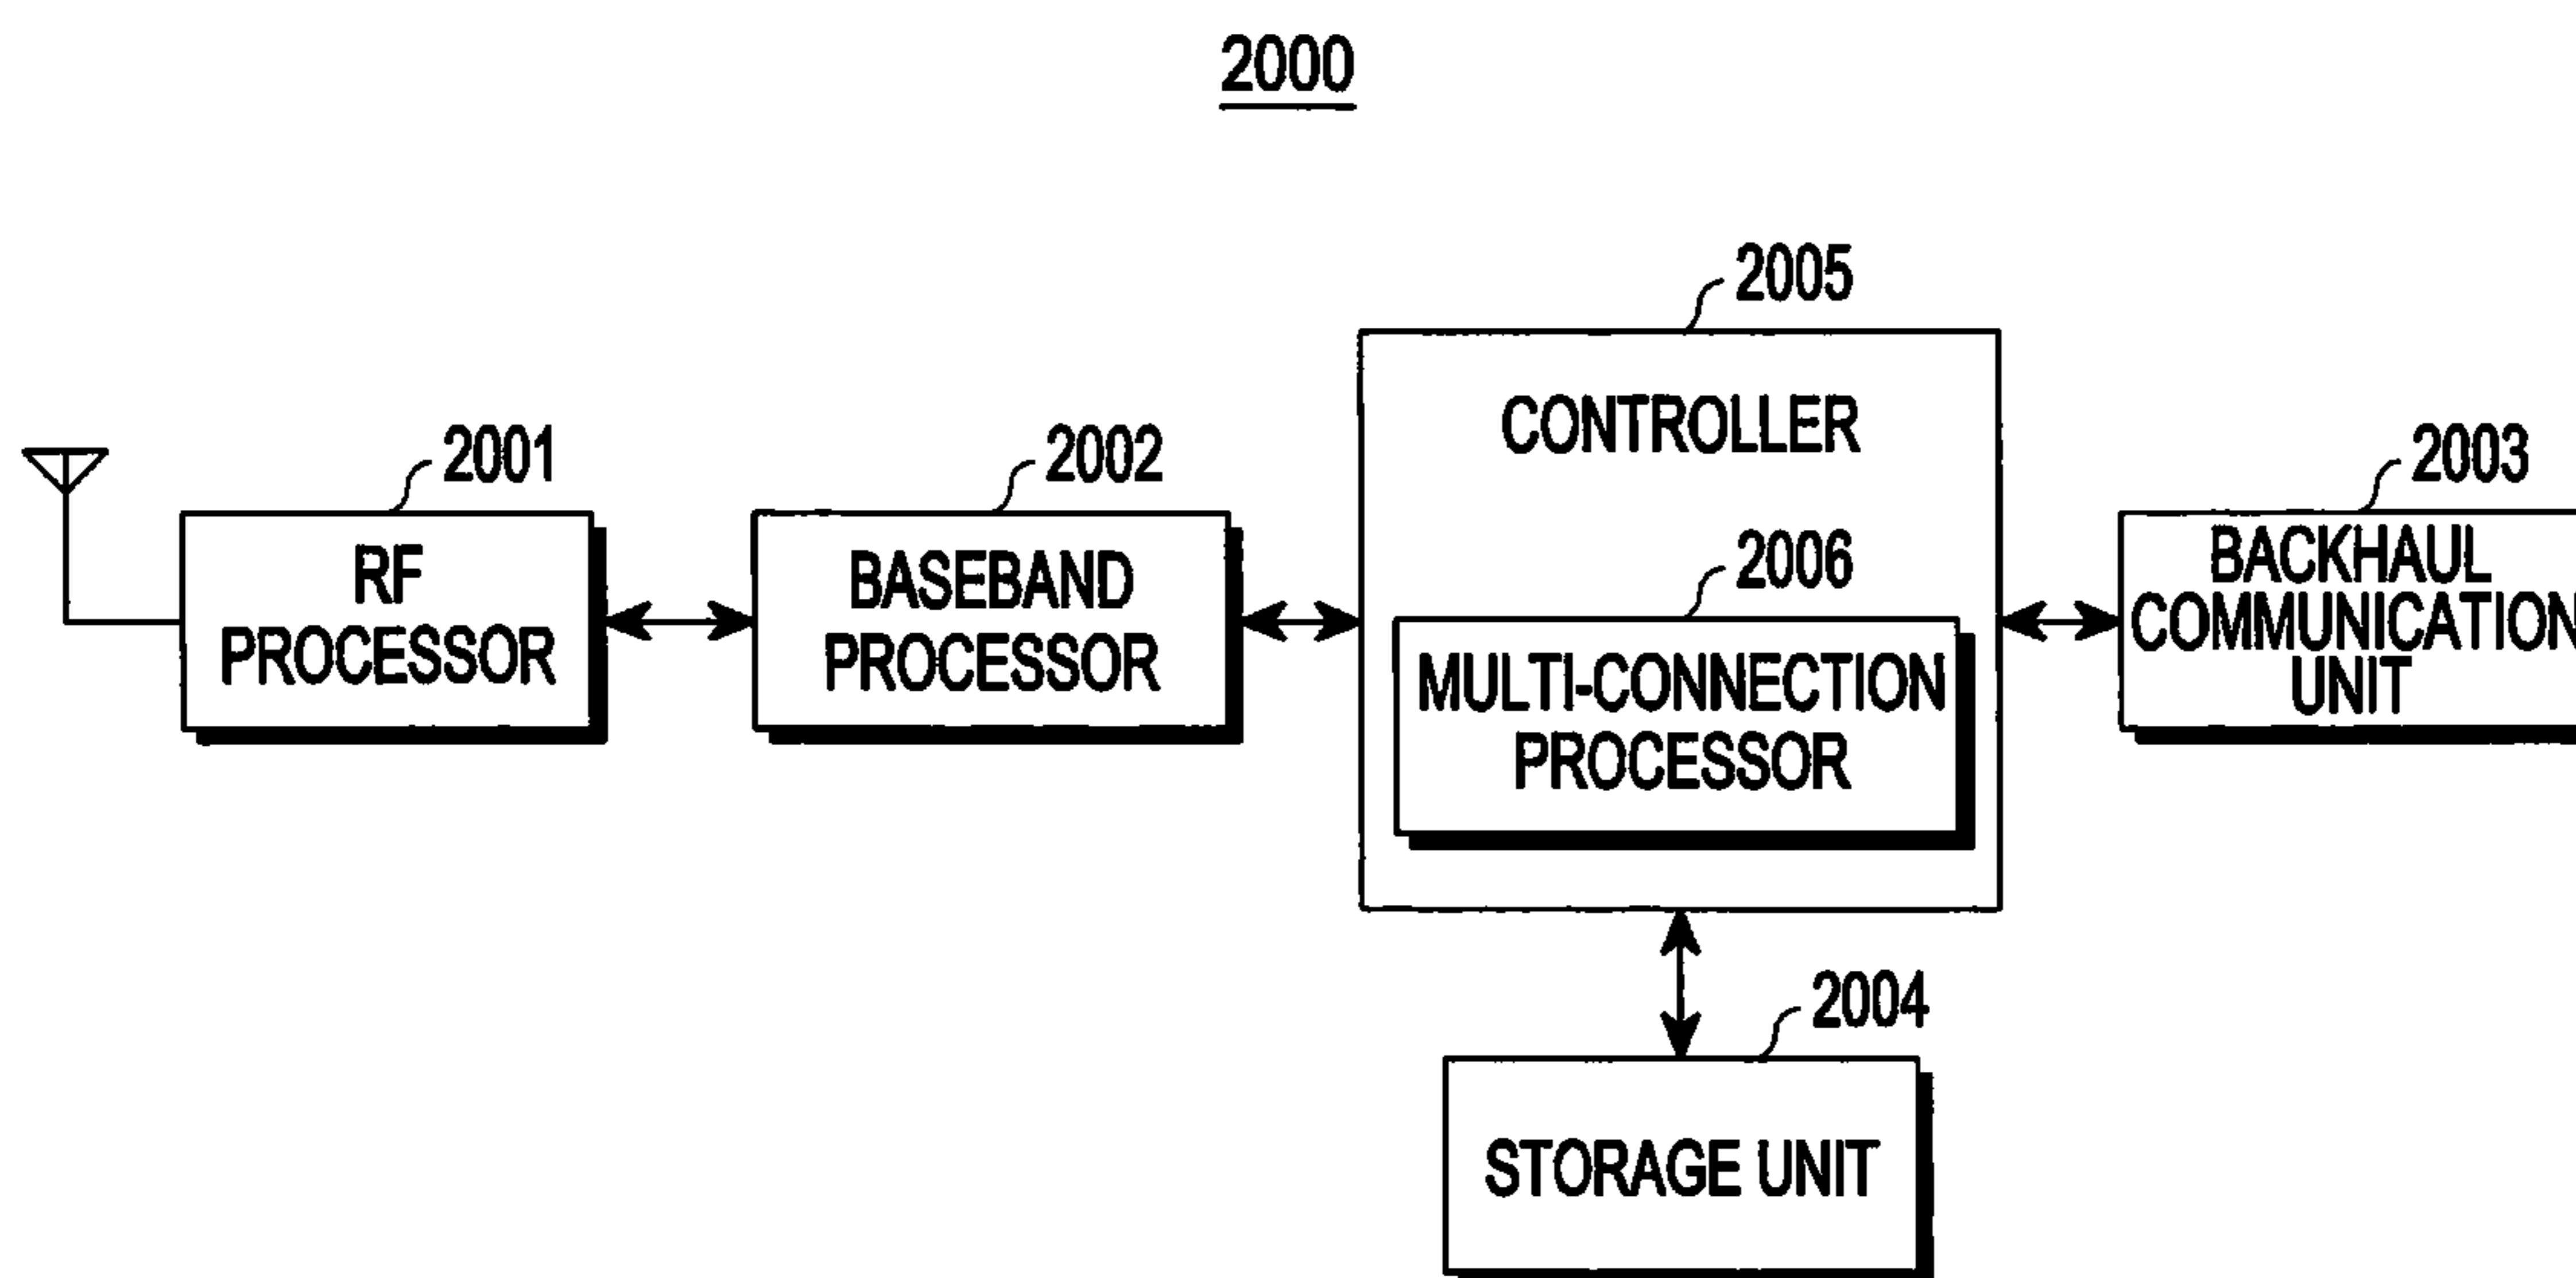 2000
2005
CONTROLLER
2001
2002
2003
RF
PROCESSOR
BASEBAND
PROCESSOR
2006
MULTI-CONNECTION
PROCESSOR
BACKHAUL
COMMUNICATION
UNIT
2004
STORAGE UNIT